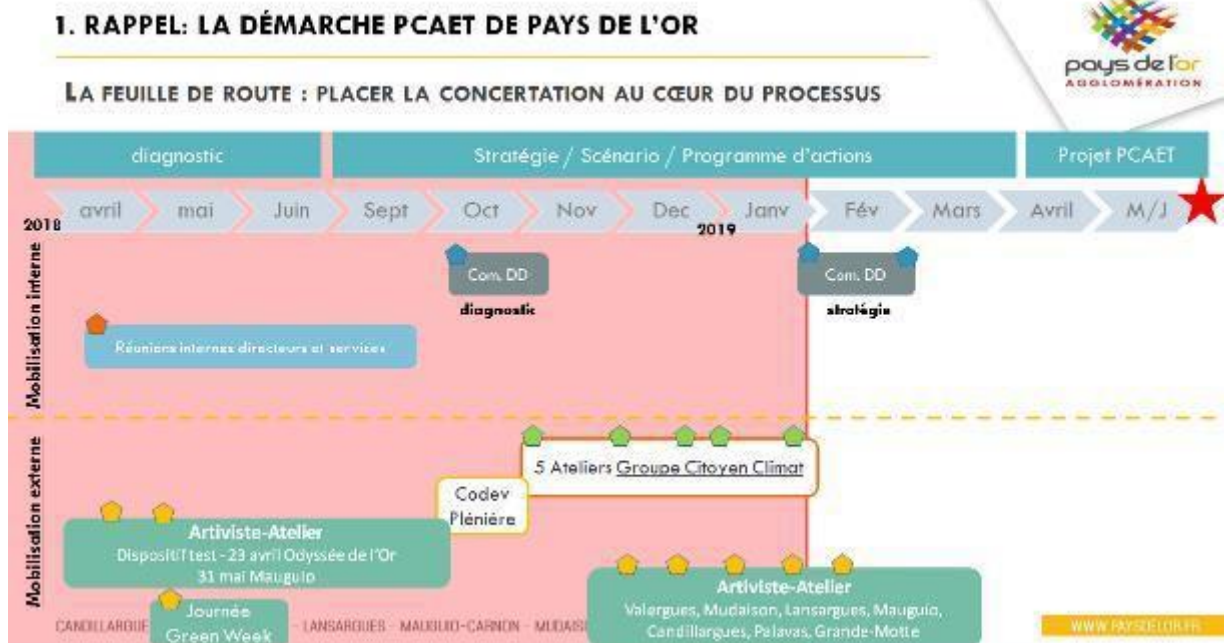 1. RAPPEL: LA DÉMARCHE PCAET DE PAYS DE L'OR
pays de l'or
AGGLOMÉRATION
LA FEUILLE DE ROUTE : PLACER LA CONCERTATION AU CŒUR DU PROCESSUS
diagnostic
Stratégie / Scénario / Programme d'actions
Projet PCAET
2018
avril
mai
Juin
Sept
Oct
Nov
Dec
2019
Janv
Fév
Mars
Avril
M/J
Mobilisation interne
Com. DD
diagnostic
Com. DD
stratégie
Réunions internes directeurs et services
Mobilisation externe
5 Ateliers Groupe Citoyen Climat
Codev
Plénière
Artiviste-Atelier
Dispositif test - 23 avril Odyssée de l'Or
31 mai Mauguio
Artiviste-Atelier
Valergues, Mudaison, Lansargues, Mauguio,
Candillargues, Palavas, Grande-Motte
Journée
Green Week
CANDILLARGUE - LANSARGUES - MAUGUIO-CARNON - MUDAIS
WWW.PAYSDELOR.FR